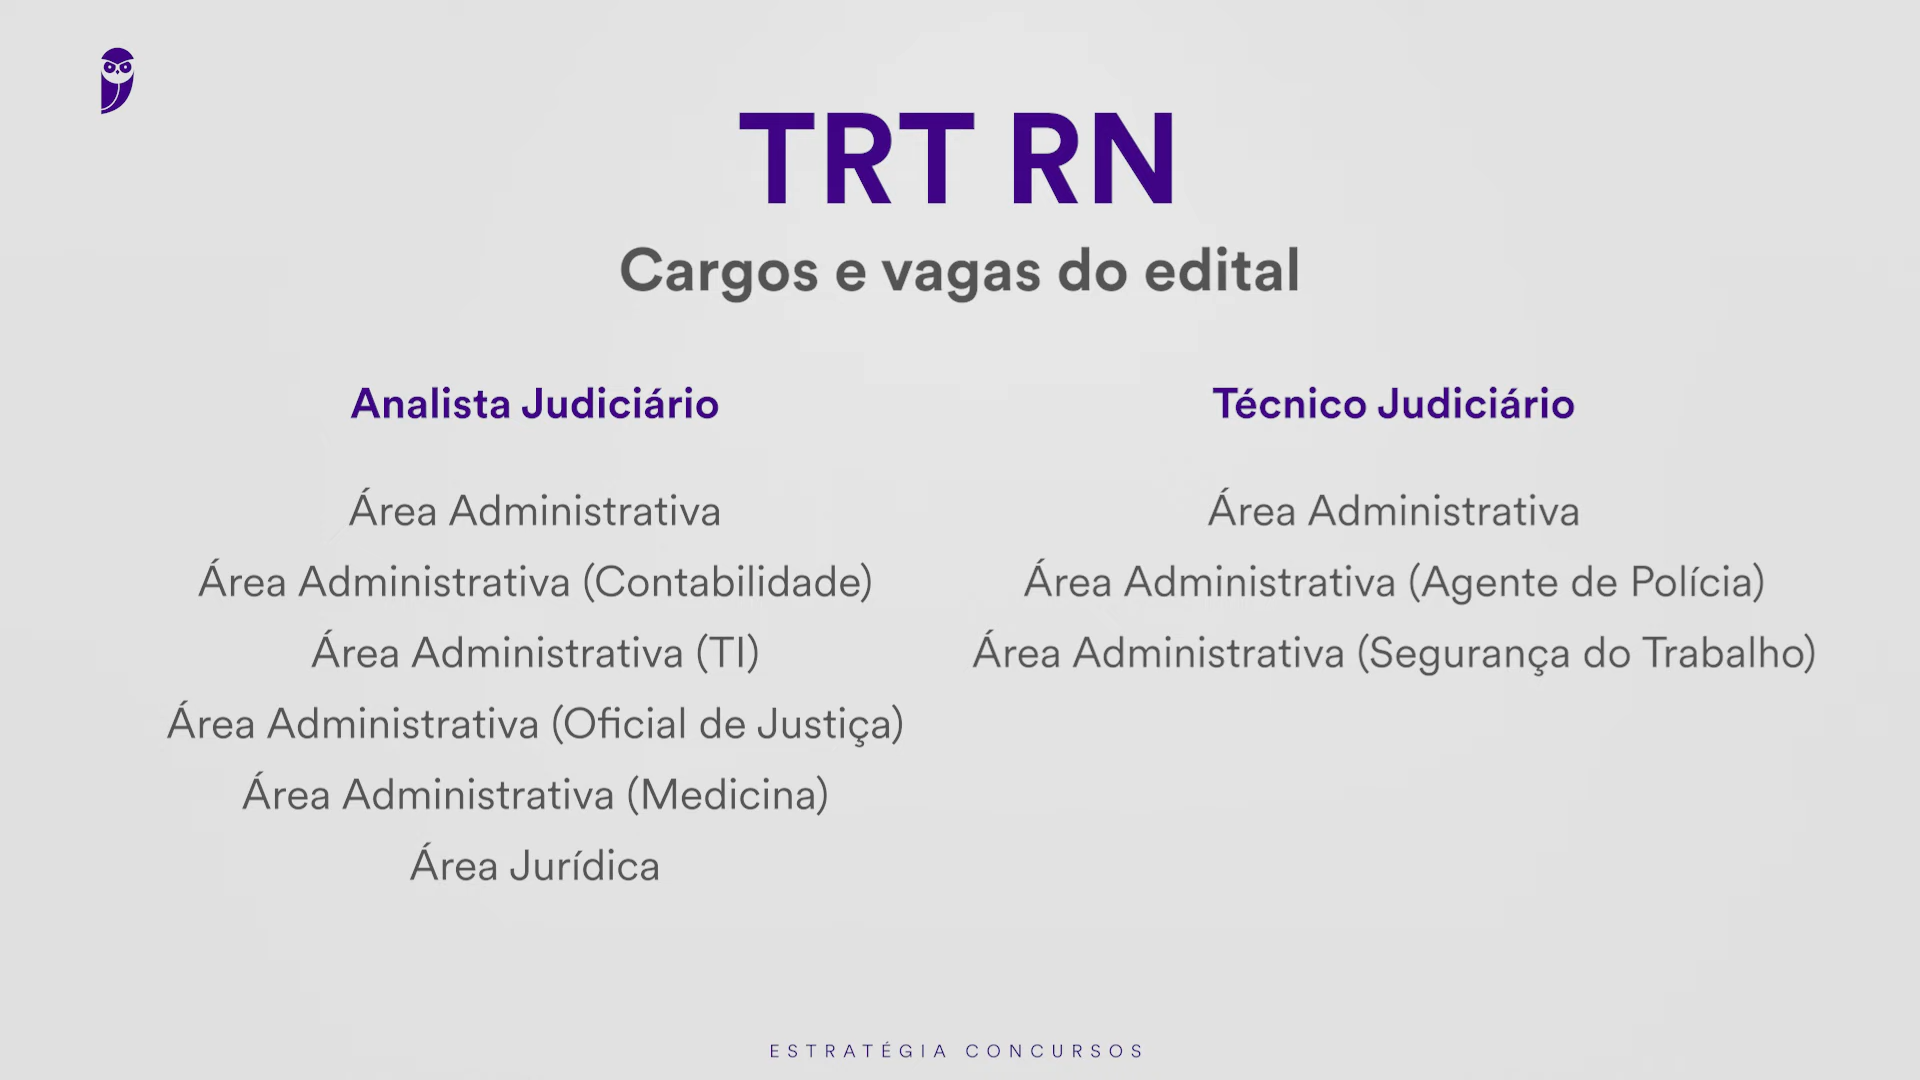 TRT RN
Cargos e vagas do edital
Analista Judiciário
Área Administrativa
Área Administrativa (Contabilidade)
Área Administrativa (TI)
Área Administrativa (Oficial de Justiça)
Área Administrativa (Medicina)
Área Jurídica
Técnico Judiciário
Área Administrativa
Área Administrativa (Agente de Polícia)
Área Administrativa (Segurança do Trabalho)
ESTRATÉGIA CONCURSOS